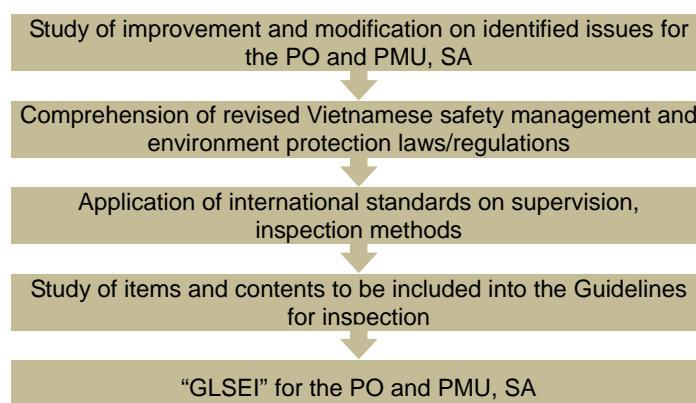 Study of improvement and modification on identified issues for
the PO and PMU, SA
Comprehension of revised Vietnamese safety management and
environment protection laws/regulations
Application of international standards on supervision,
inspection methods
Study of items and contents to be included into the Guidelines
for inspection
“GLSEI” for the PO and PMU, SA